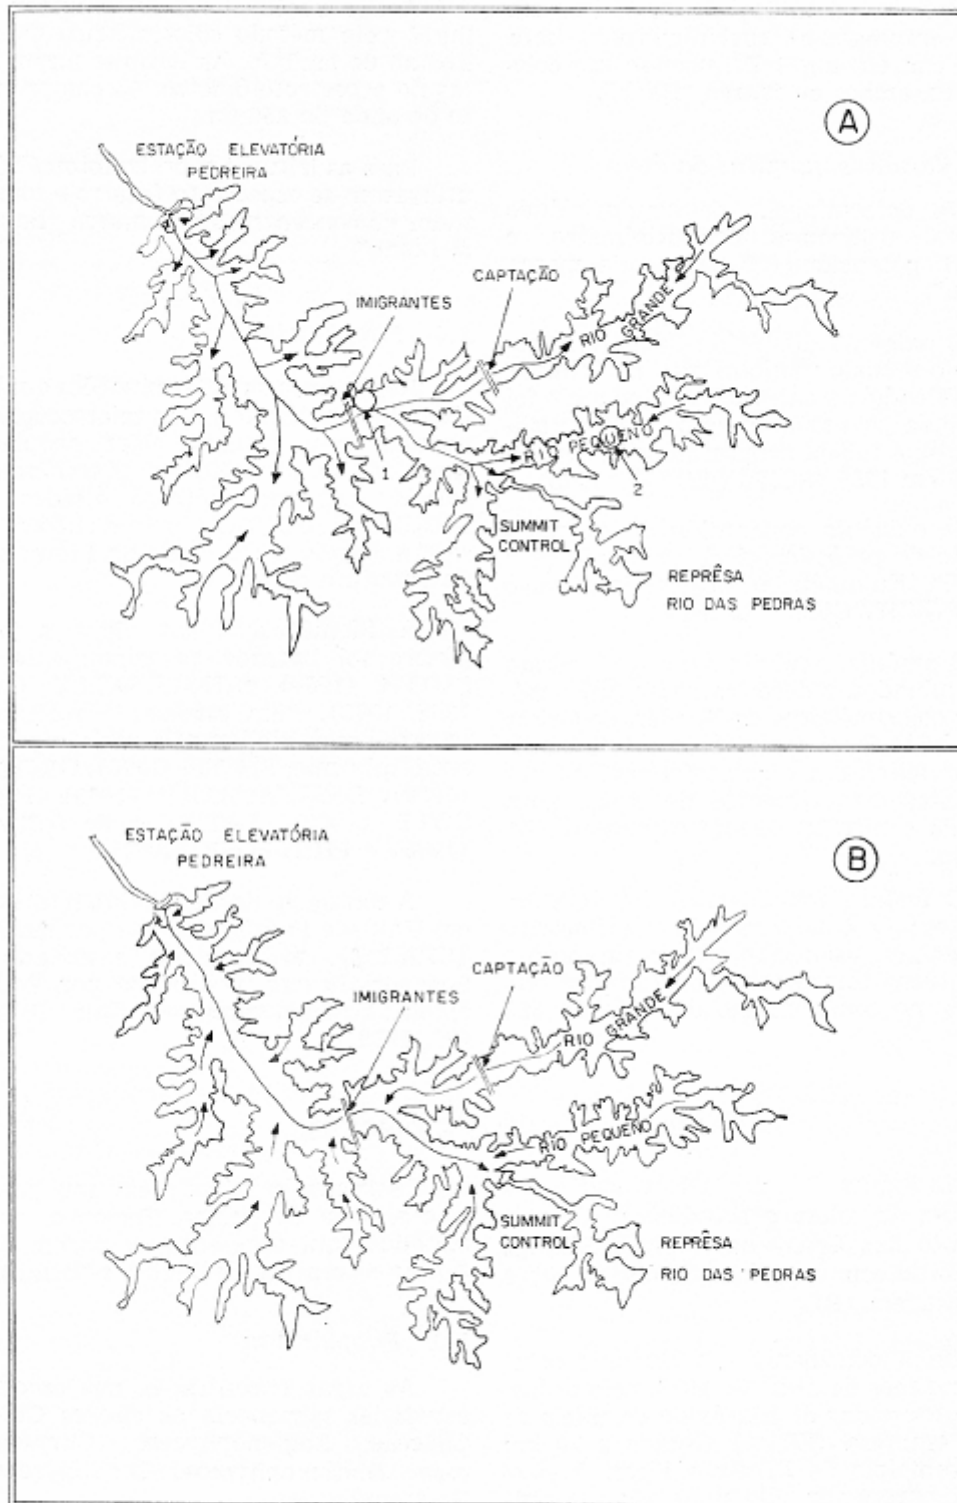 A
ESTAÇÃO ELEVATÓRIA
PEDREIRA
CAPTAÇÃO
IMIGRANTES
RIO GRANDE
RIO PEQUENO
1
2
SUMMIT
CONTROL
REPRÊSA
RIO DAS PEDRAS
B
ESTAÇÃO ELEVATÓRIA
PEDREIRA
CAPTAÇÃO
IMIGRANTES
RIO GRANDE
RIO PEQUENO
SUMMIT
CONTROL
REPRÊSA
RIO DAS PEDRAS